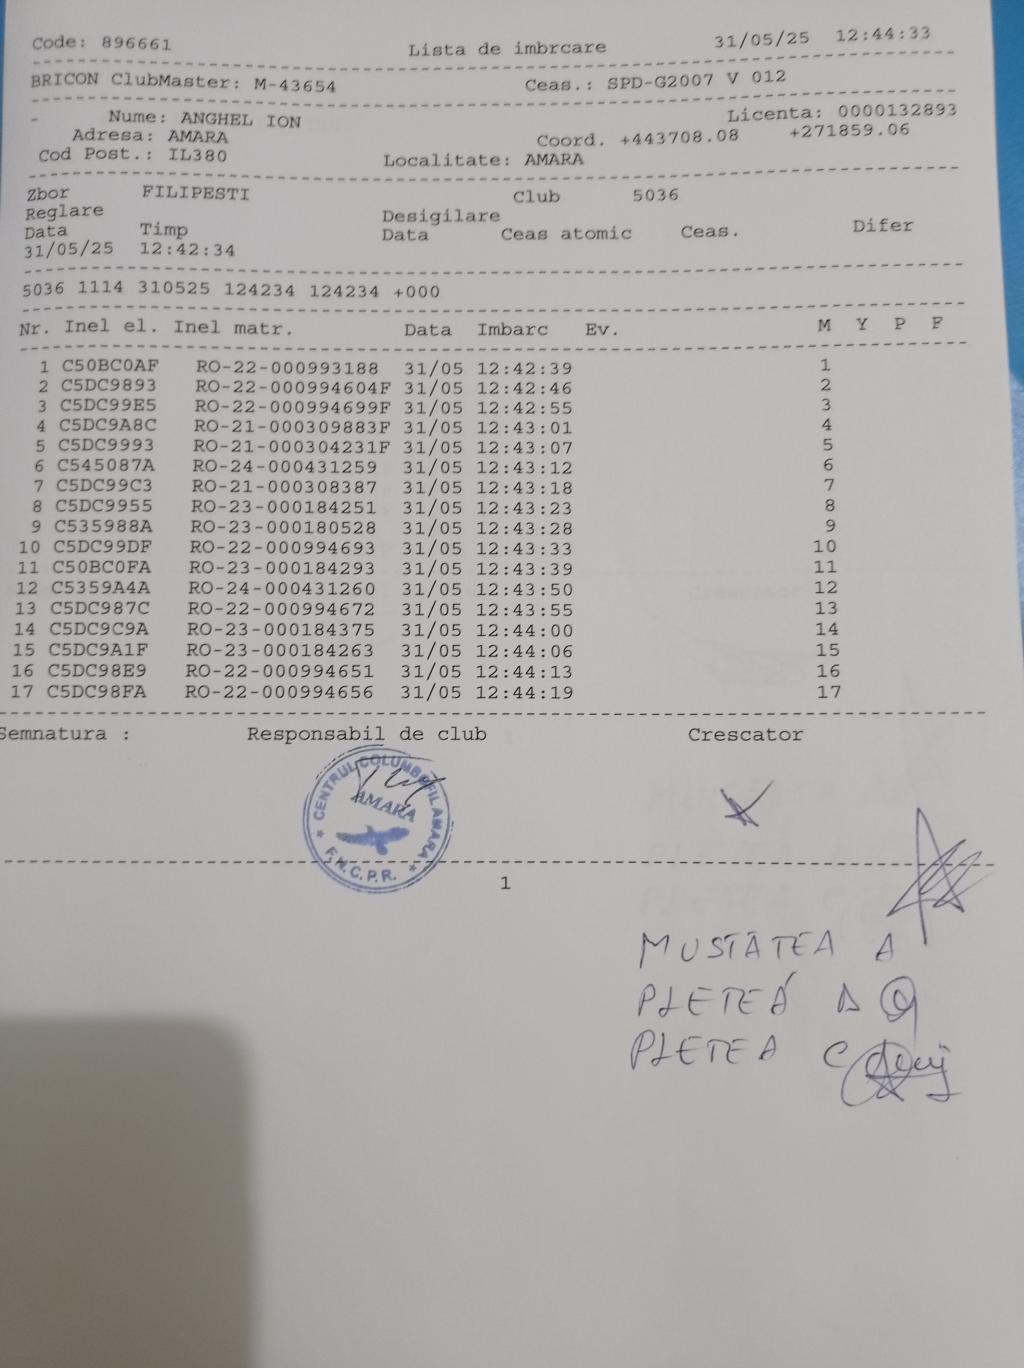 Code: 896661 Lista de imbrcare 31/05/25 12:44:33
BRICON ClubMaster: M-43654 Ceas.: SPD-G2007 V 012
- Nume: ANGHEL ION Licenta: 0000132893
Adresa: AMARA Coord. +443708.08 +271859.06
Cod Post.: IL380 Localitate: AMARA
Zbor FILIPESTI Club 5036
Reglare Desigilare
Data Timp Data Ceas atomic Ceas. Difer
31/05/25 12:42:34
5036 1114 310525 124234 124234 +000
Nr. Inel el. Inel matr. Data Imbarc Ev. M Y P F
1 C50BC0AF RO-22-000993188 31/05 12:42:39 1
2 C5DC9893 RO-22-000994604F 31/05 12:42:46 2
3 C5DC99E5 RO-22-000994699F 31/05 12:42:55 3
4 C5DC9A8C RO-21-000309883F 31/05 12:43:01 4
5 C5DC9993 RO-21-000304231F 31/05 12:43:07 5
6 C545087A RO-24-000431259 31/05 12:43:12 6
7 C5DC99C3 RO-21-000308387 31/05 12:43:18 7
8 C5DC9955 RO-23-000184251 31/05 12:43:23 8
9 C535988A RO-23-000180528 31/05 12:43:28 9
10 C5DC99DF RO-22-000994693 31/05 12:43:33 10
11 C50BC0FA RO-23-000184293 31/05 12:43:39 11
12 C5359A4A RO-24-000431260 31/05 12:43:50 12
13 C5DC987C RO-22-000994672 31/05 12:43:55 13
14 C5DC9C9A RO-23-000184375 31/05 12:44:00 14
15 C5DC9A1F RO-23-000184263 31/05 12:44:06 15
16 C5DC98E9 RO-22-000994651 31/05 12:44:13 16
17 C5DC98FA RO-22-000994656 31/05 12:44:19 17
Semnatura : Responsabil de club Crescator
CENTRUL COLUMBOFIL AMARA
AMARA
F.N.C.P.R.
1
MUSTĂTEA A
PLETEA D
PLETEA C